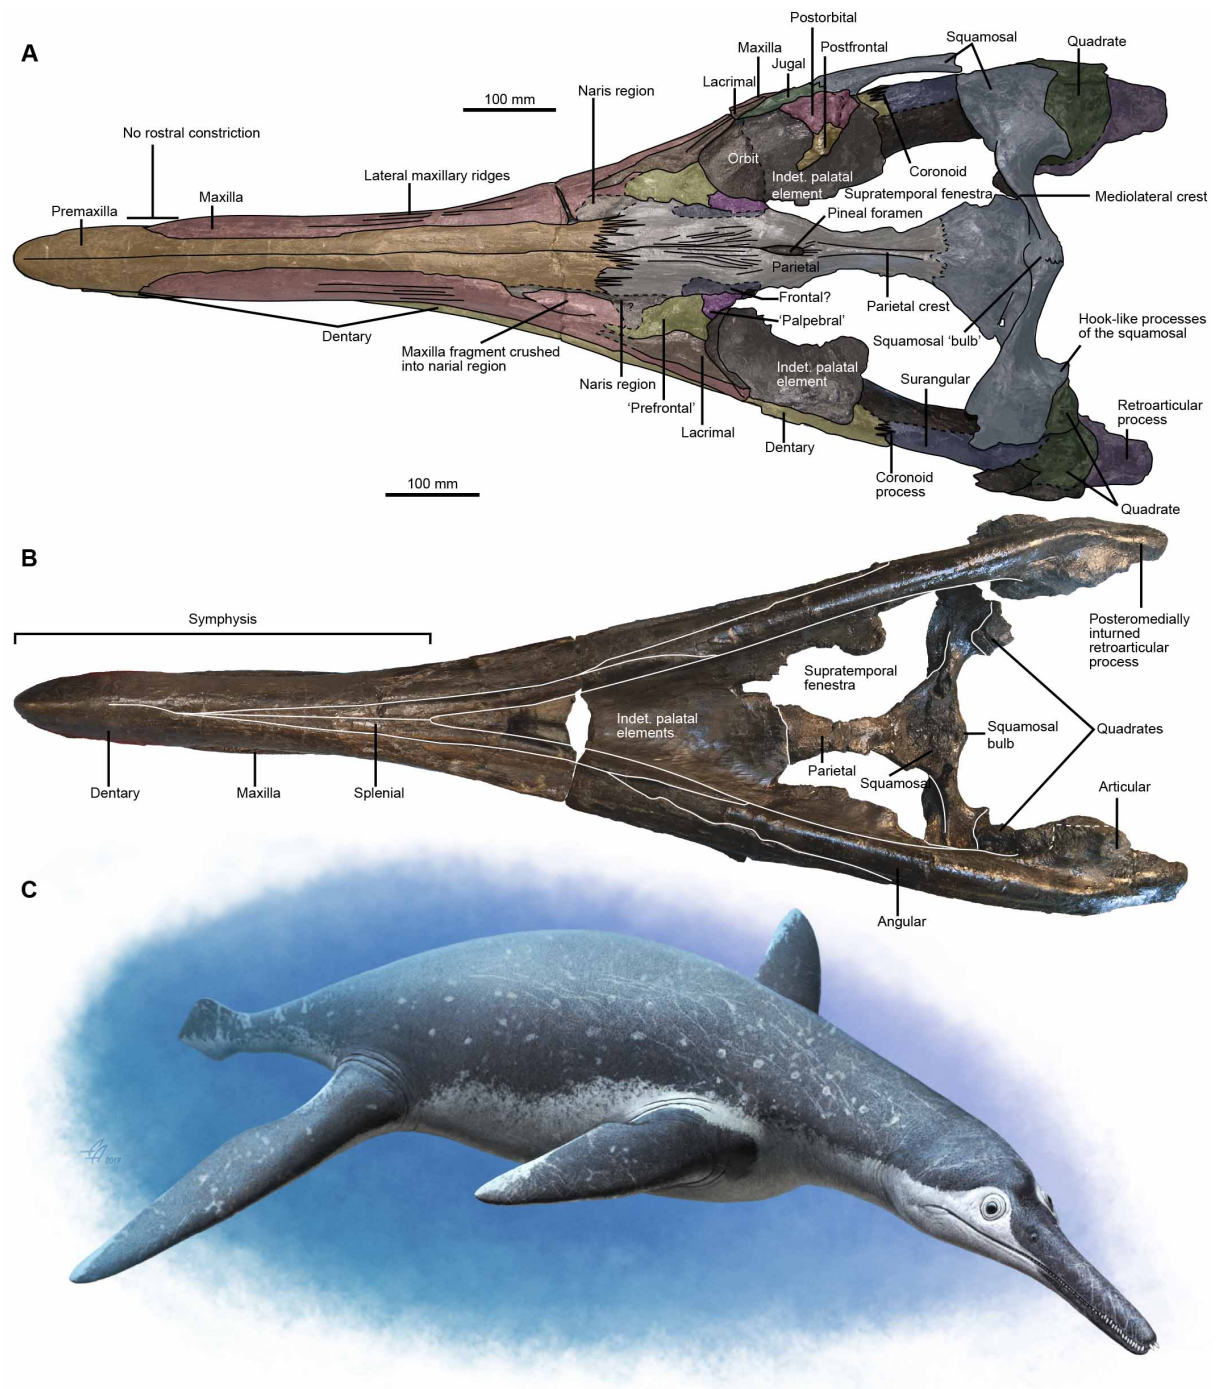 A
Postorbital
Squamosal
Quadrate
Maxilla
Postfrontal
Jugal
Lacrimal
Naris region
100 mm
No rostral constriction
Orbit
Lateral maxillary ridges
Coronoid
Indet. palatal
element
Maxilla
Supratemporal fenestra
Mediolateral crest
Premaxilla
Pineal foramen
Parietal
Frontal?
?
Parietal crest
‘Palpebral’
Hook-like processes
of the squamosal
Dentary
Squamosal ‘bulb’
Maxilla fragment crushed
into narial region
Indet. palatal
element
Surangular
Naris region
‘Prefrontal’
Retroarticular
process
Lacrimal
Dentary
Coronoid
process
100 mm
Quadrate
B
Symphysis
Posteromedially
inturned
retroarticular
process
Supratemporal
fenestra
Indet. palatal
elements
Squamosal
bulb
Quadrates
Parietal
Squamosal
Dentary
Maxilla
Splenial
Articular
Angular
C
2017